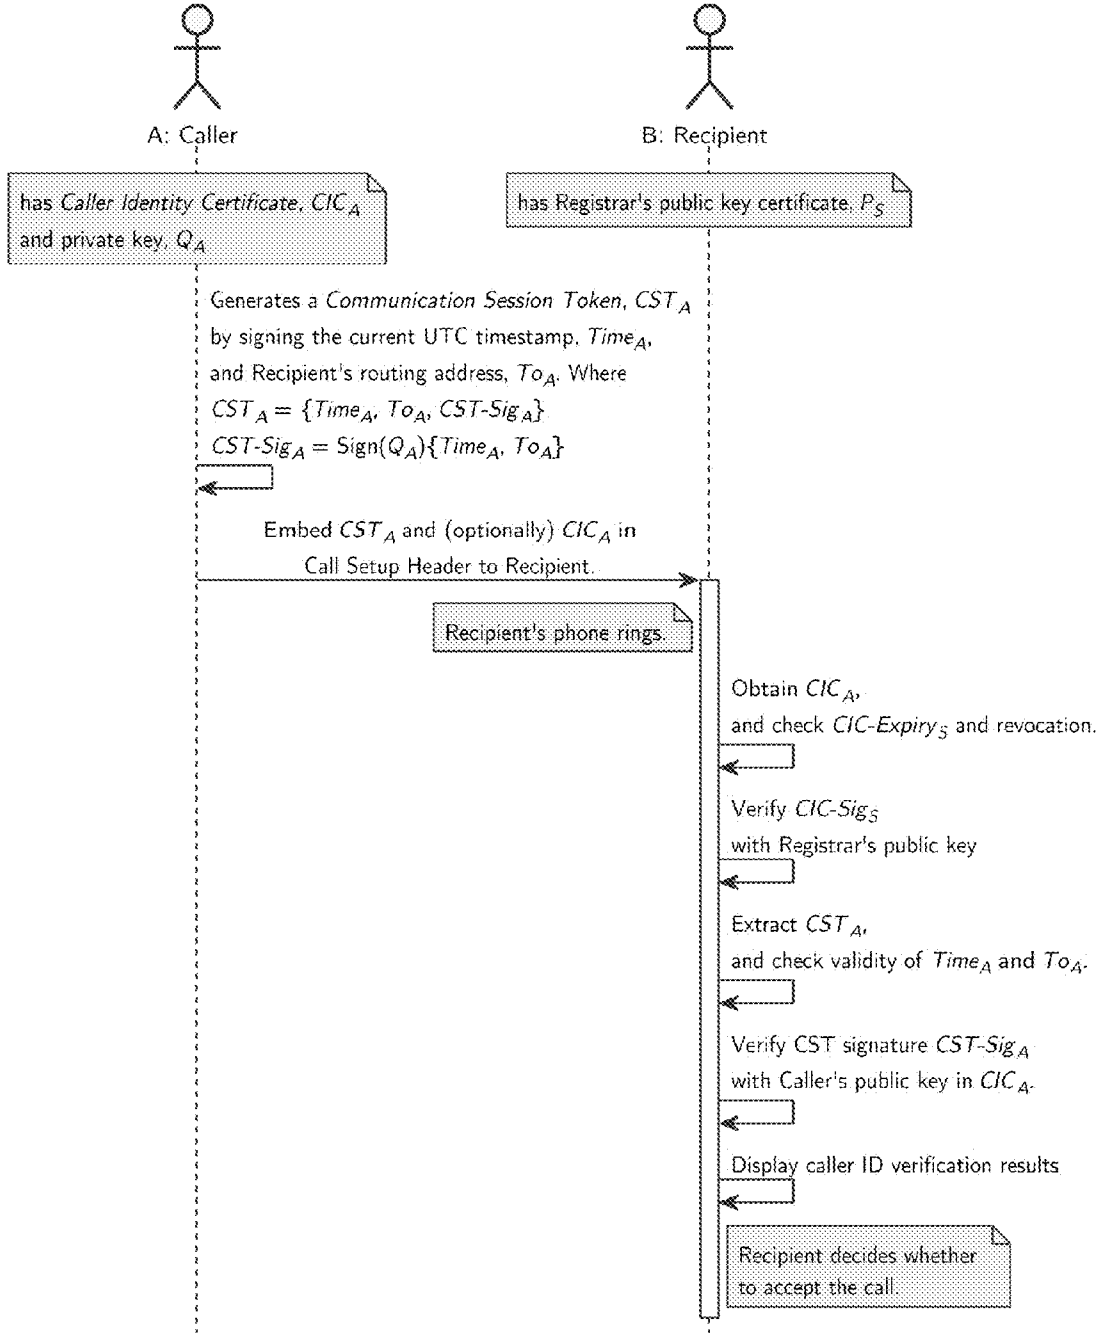 A: Caller
B: Recipient
has Caller Identity Certificate, CIC_A
and private key, Q_A
has Registrar's public key certificate, P_S
Generates a Communication Session Token, CST_A
by signing the current UTC timestamp, Time_A,
and Recipient's routing address, To_A. Where
CST_A = {Time_A, To_A, CST-Sig_A}
CST-Sig_A = Sign(Q_A){Time_A, To_A}
Embed CST_A and (optionally) CIC_A in
Call Setup Header to Recipient.
Recipient's phone rings.
Obtain CIC_A,
and check CIC-Expiry_S and revocation.
Verify CIC-Sig_S
with Registrar's public key
Extract CST_A,
and check validity of Time_A and To_A.
Verify CST signature CST-Sig_A
with Caller's public key in CIC_A.
Display caller ID verification results
Recipient decides whether
to accept the call.